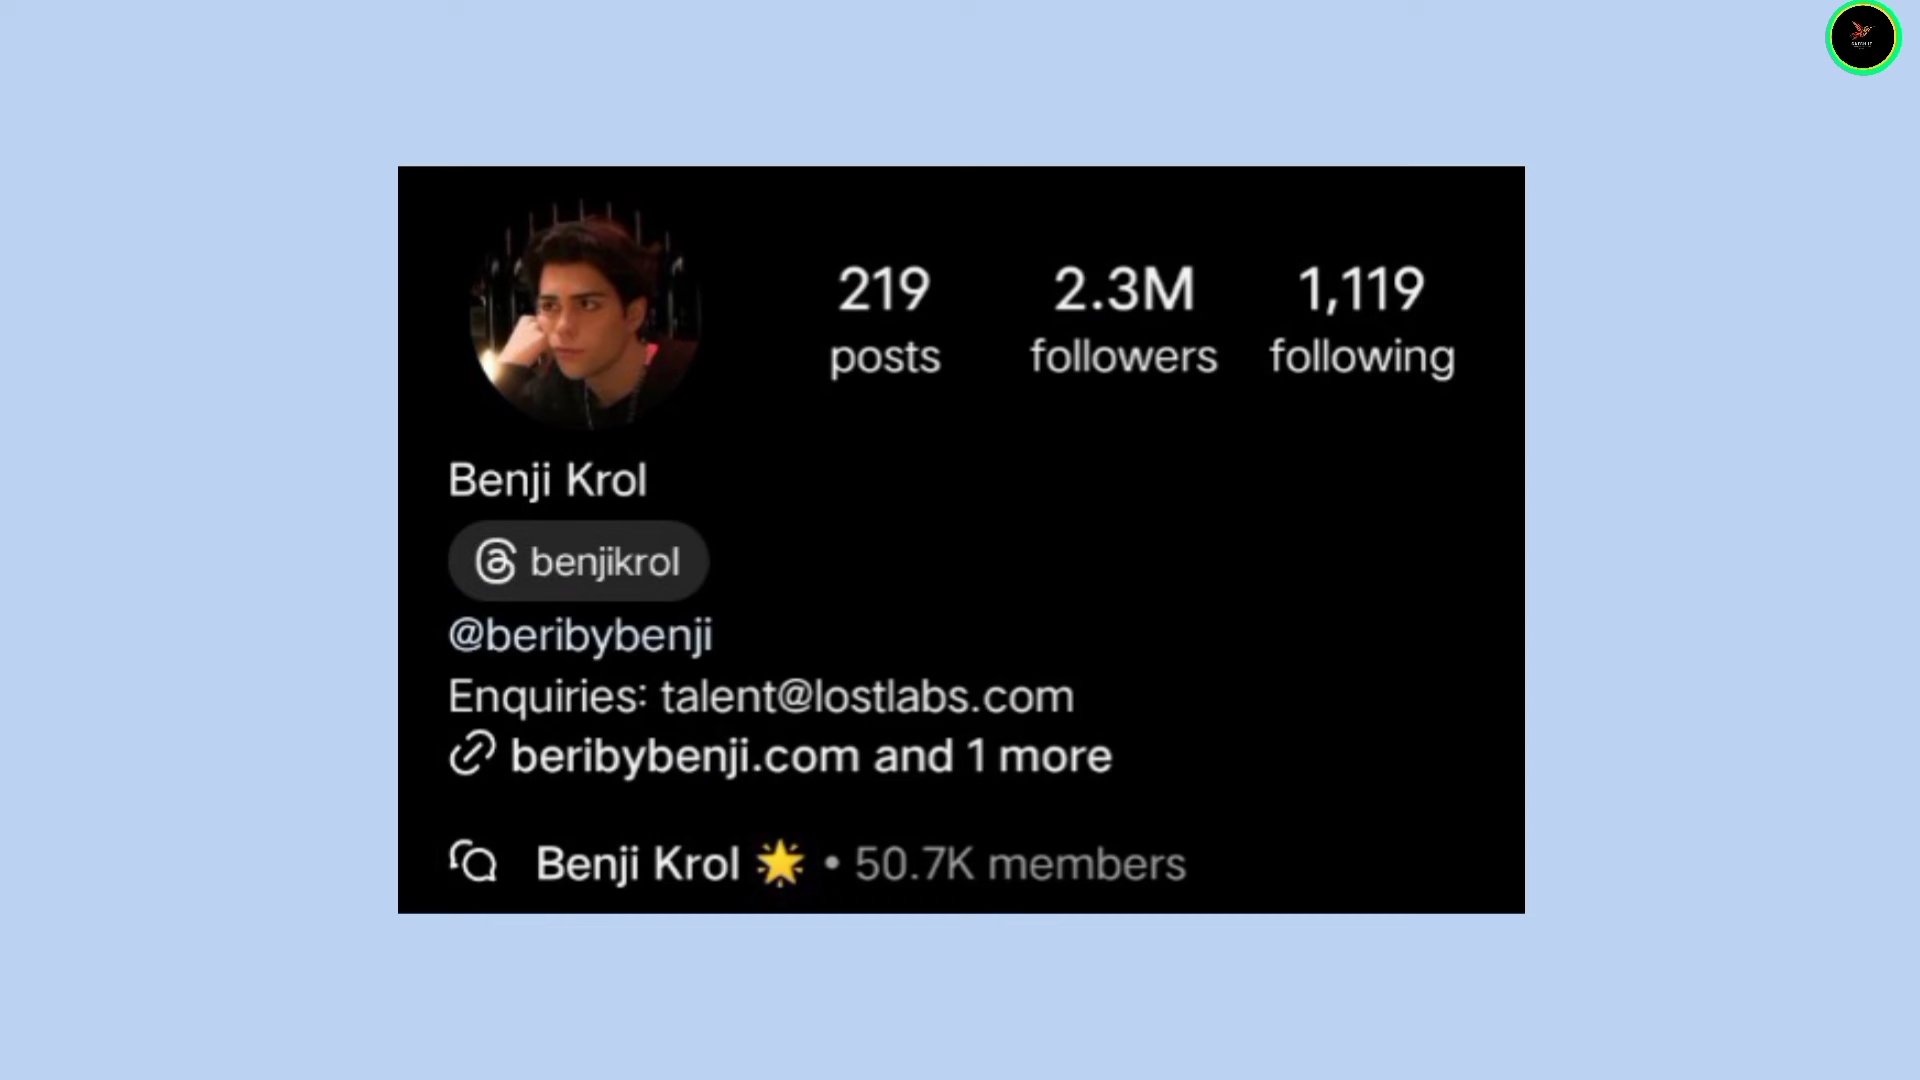 219 2.3M 1,119
posts followers following
Benji Krol
benjikrol
@beribybenji
Enquiries: talent@lostlabs.com
beribybenji.com and 1 more
Benji Krol 🌟 • 50.7K members